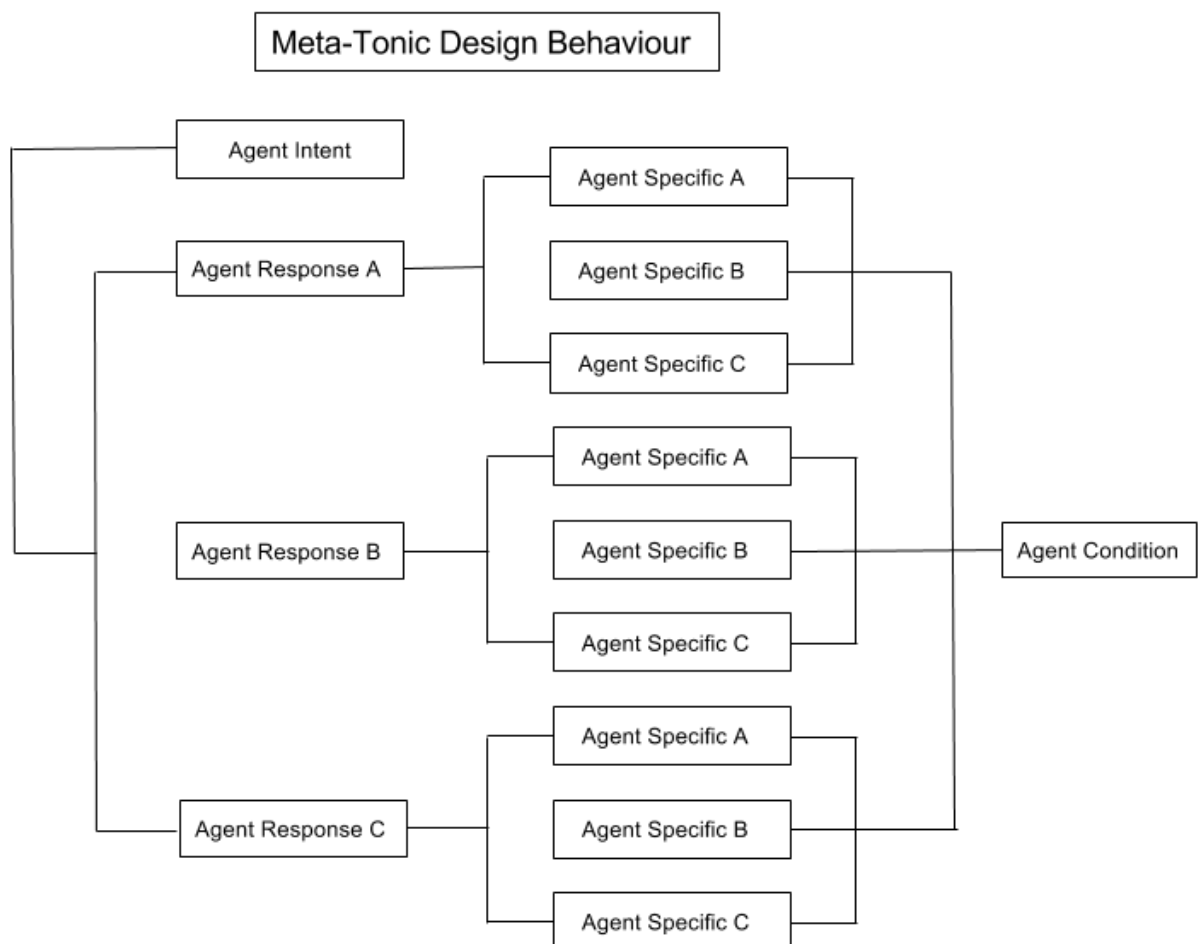 Meta-Tonic Design Behaviour
Agent Intent
Agent Response A
Agent Specific A
Agent Specific B
Agent Specific C
Agent Response B
Agent Specific A
Agent Specific B
Agent Specific C
Agent Condition
Agent Response C
Agent Specific A
Agent Specific B
Agent Specific C